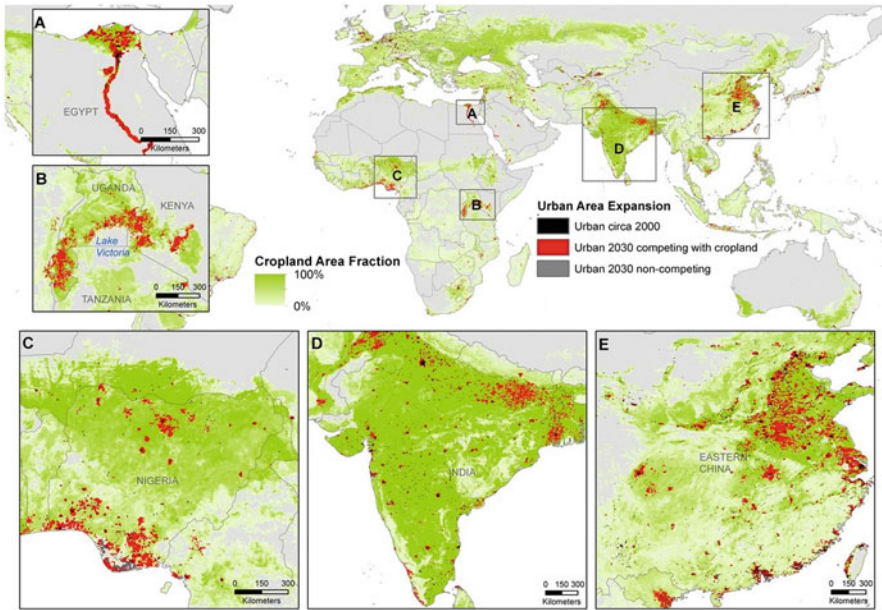 A
EGYPT
0 150 300
Kilometers
B
UGANDA
KENYA
Lake
Victoria
TANZANIA
0 150 300
Kilometers
A
B
C
D
E
Cropland Area Fraction
100%
0%
Urban Area Expansion
Urban circa 2000
Urban 2030 competing with cropland
Urban 2030 non-competing
C
NIGERIA
0 150 300
Kilometers
D
INDIA
0 150 300
Kilometers
E
EASTERN
CHINA
0 150 300
Kilometers